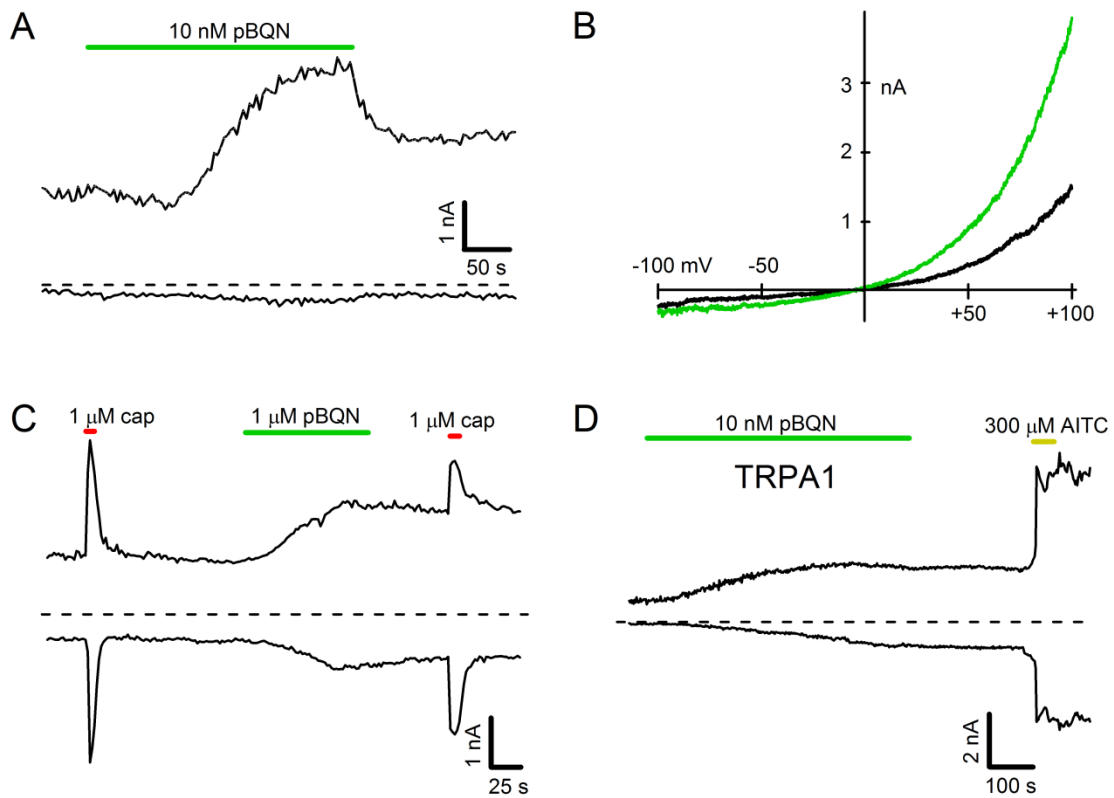 A
10 nM pBQN
1 nA
50 s
B
nA
3
2
1
-100 mV
-50
+50
+100
C
1 μM cap
1 μM pBQN
1 μM cap
1 nA
25 s
D
10 nM pBQN
300 μM AITC
TRPA1
2 nA
100 s